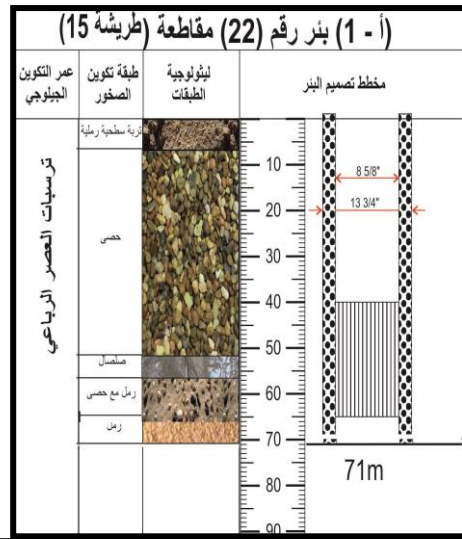 (أ - 1) بئر رقم (22) مقاطعة (طريشة 15)
عمر التكوين الجيلوجي
طبقة تكوين الصخور
ليثولوجية الطبقات
مخطط تصميم البئر
ترسبات العصر الرباعي
تربة سطحية رملية
حصى
صلصال
رمل مع حصى
رمل
10
20
30
40
50
60
70
80
90
8 5/8"
13 3/4"
71m